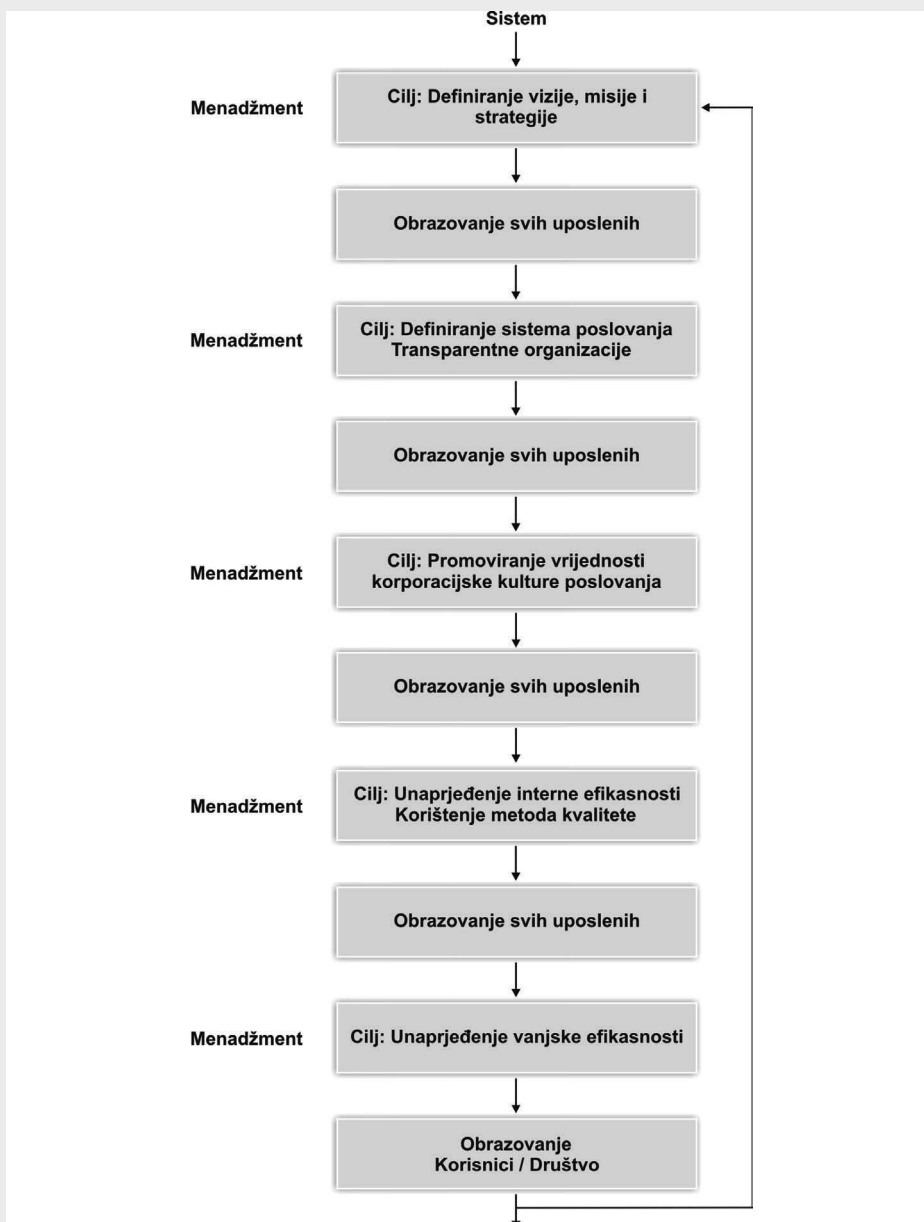 Sistem
Menadžment
Cilj: Definiranje vizije, misije i
strategije
Obrazovanje svih uposlenih
Menadžment
Cilj: Definiranje sistema poslovanja
Transparentne organizacije
Obrazovanje svih uposlenih
Menadžment
Cilj: Promoviranje vrijednosti
korporacijske kulture poslovanja
Obrazovanje svih uposlenih
Menadžment
Cilj: Unaprjeđenje interne efikasnosti
Korištenje metoda kvalitete
Obrazovanje svih uposlenih
Menadžment
Cilj: Unaprjeđenje vanjske efikasnosti
Obrazovanje
Korisnici / Društvo